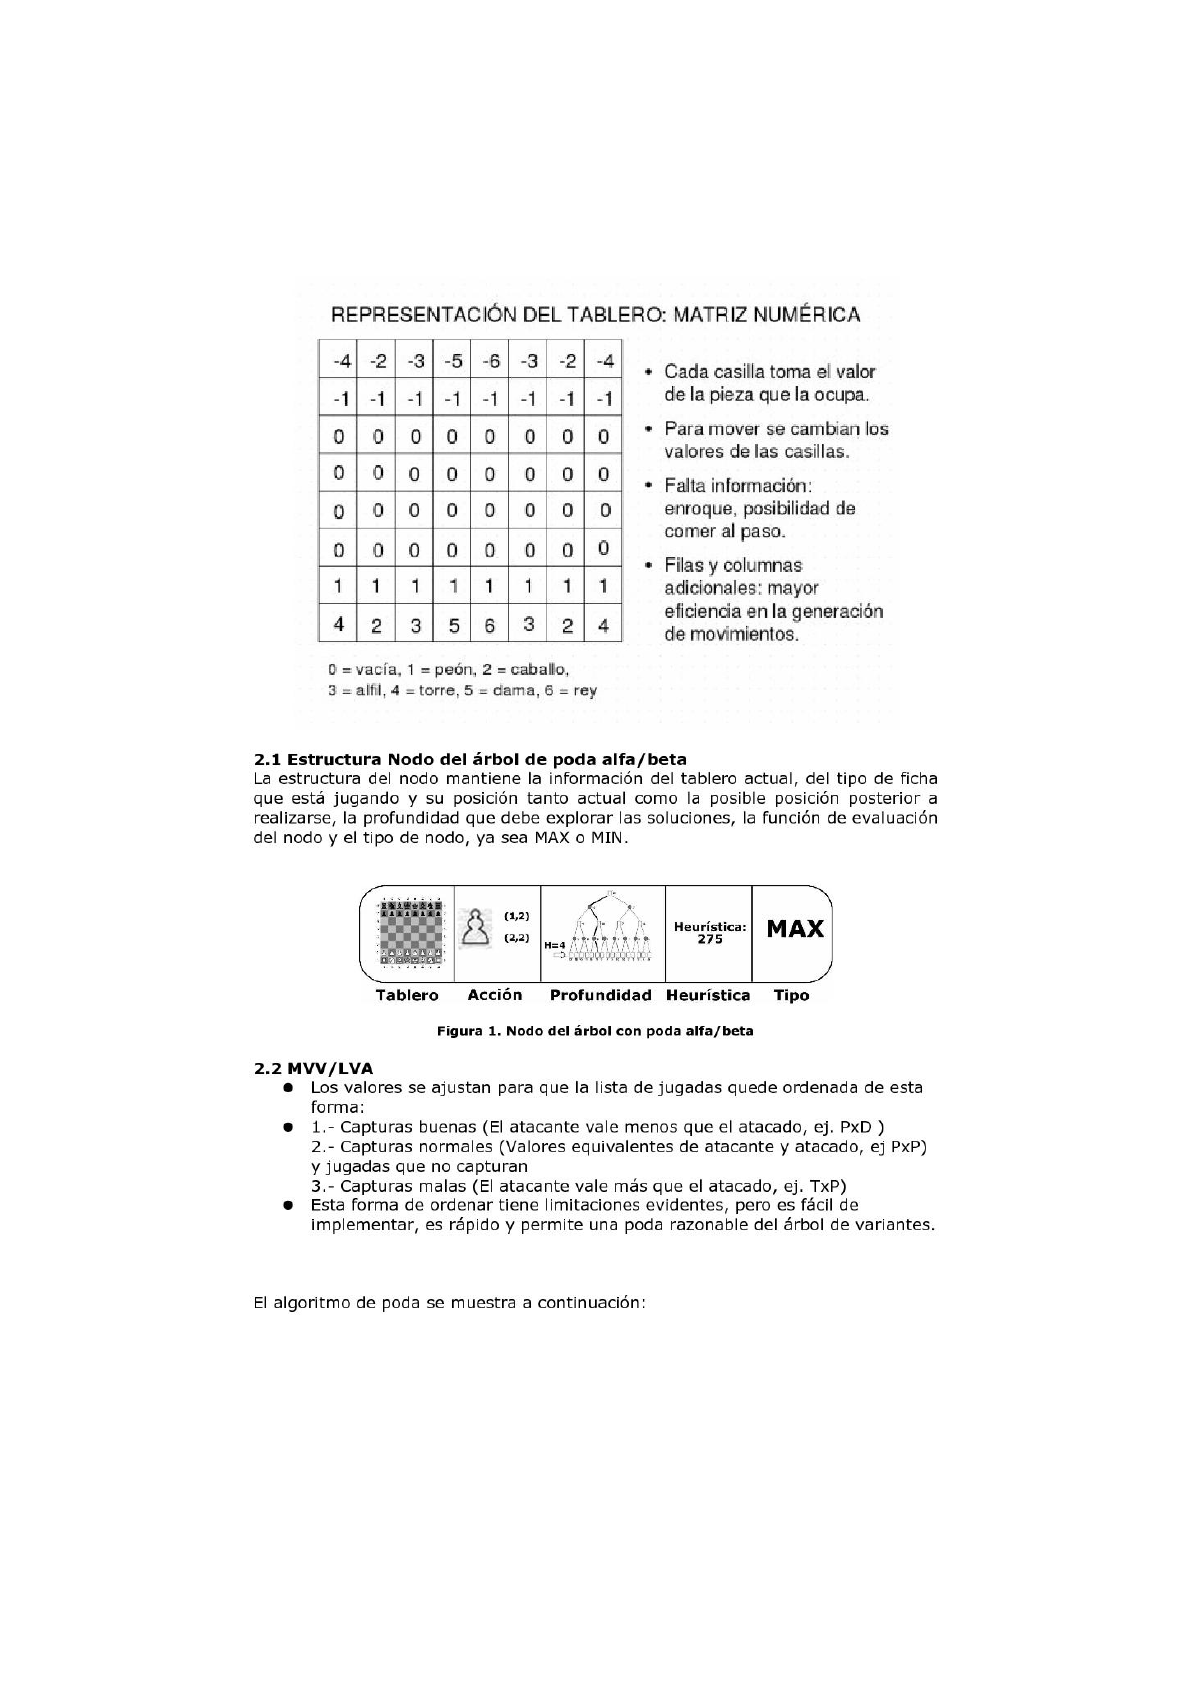 REPRESENTACIÓN DEL TABLERO: MATRIZ NUMÉRICA
-4 -2 -3 -5 -6 -3 -2 -4
-1 -1 -1 -1 -1 -1 -1 -1
0 0 0 0 0 0 0 0
0 0 0 0 0 0 0 0
0 0 0 0 0 0 0 0
0 0 0 0 0 0 0 0
1 1 1 1 1 1 1 1
4 2 3 5 6 3 2 4
0 = vacía, 1 = peón, 2 = caballo,
3 = alfil, 4 = torre, 5 = dama, 6 = rey
• Cada casilla toma el valor
de la pieza que la ocupa.
• Para mover se cambian los
valores de las casillas.
• Falta información:
enroque, posibilidad de
comer al paso.
• Filas y columnas
adicionales: mayor
eficiencia en la generación
de movimientos.
2.1 Estructura Nodo del árbol de poda alfa/beta
La estructura del nodo mantiene la información del tablero actual, del tipo de ficha
que está jugando y su posición tanto actual como la posible posición posterior a
realizarse, la profundidad que debe explorar las soluciones, la función de evaluación
del nodo y el tipo de nodo, ya sea MAX o MIN.
(1,2)
(2,2)
H=4
Heurística:
275
MAX
Tablero Acción Profundidad Heurística Tipo
Figura 1. Nodo del árbol con poda alfa/beta
2.2 MVV/LVA
● Los valores se ajustan para que la lista de jugadas quede ordenada de esta
forma:
● 1.- Capturas buenas (El atacante vale menos que el atacado, ej. PxD )
2.- Capturas normales (Valores equivalentes de atacante y atacado, ej PxP)
y jugadas que no capturan
3.- Capturas malas (El atacante vale más que el atacado, ej. TxP)
● Esta forma de ordenar tiene limitaciones evidentes, pero es fácil de
implementar, es rápido y permite una poda razonable del árbol de variantes.
El algoritmo de poda se muestra a continuación: